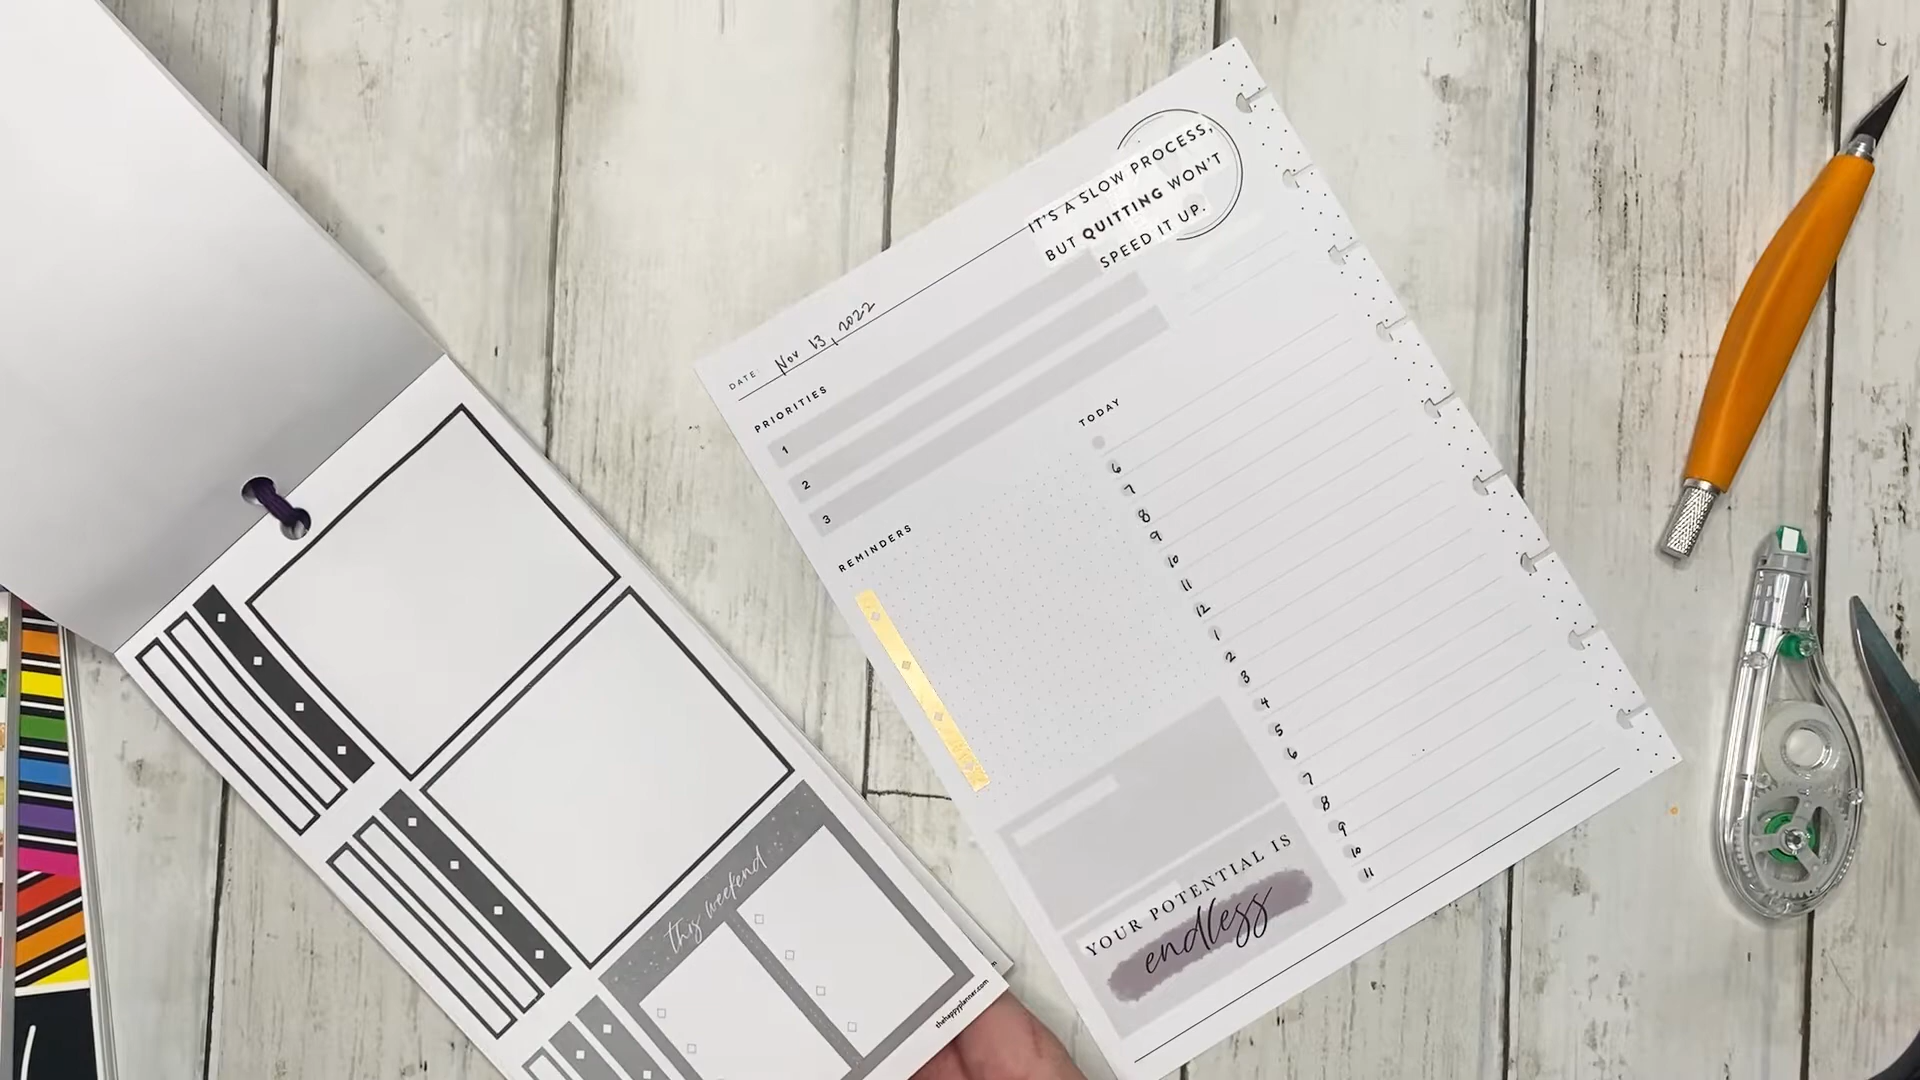 IT'S A SLOW PROCESS,
BUT QUITTING WON'T
SPEED IT UP.
DATE: Nov 13, 2022
PRIORITIES
1
2
3
REMINDERS
TODAY
6
7
8
9
10
11
12
1
2
3
4
5
6
7
8
9
10
11
YOUR POTENTIAL IS
endless
this weekend
thehappyplanner.com